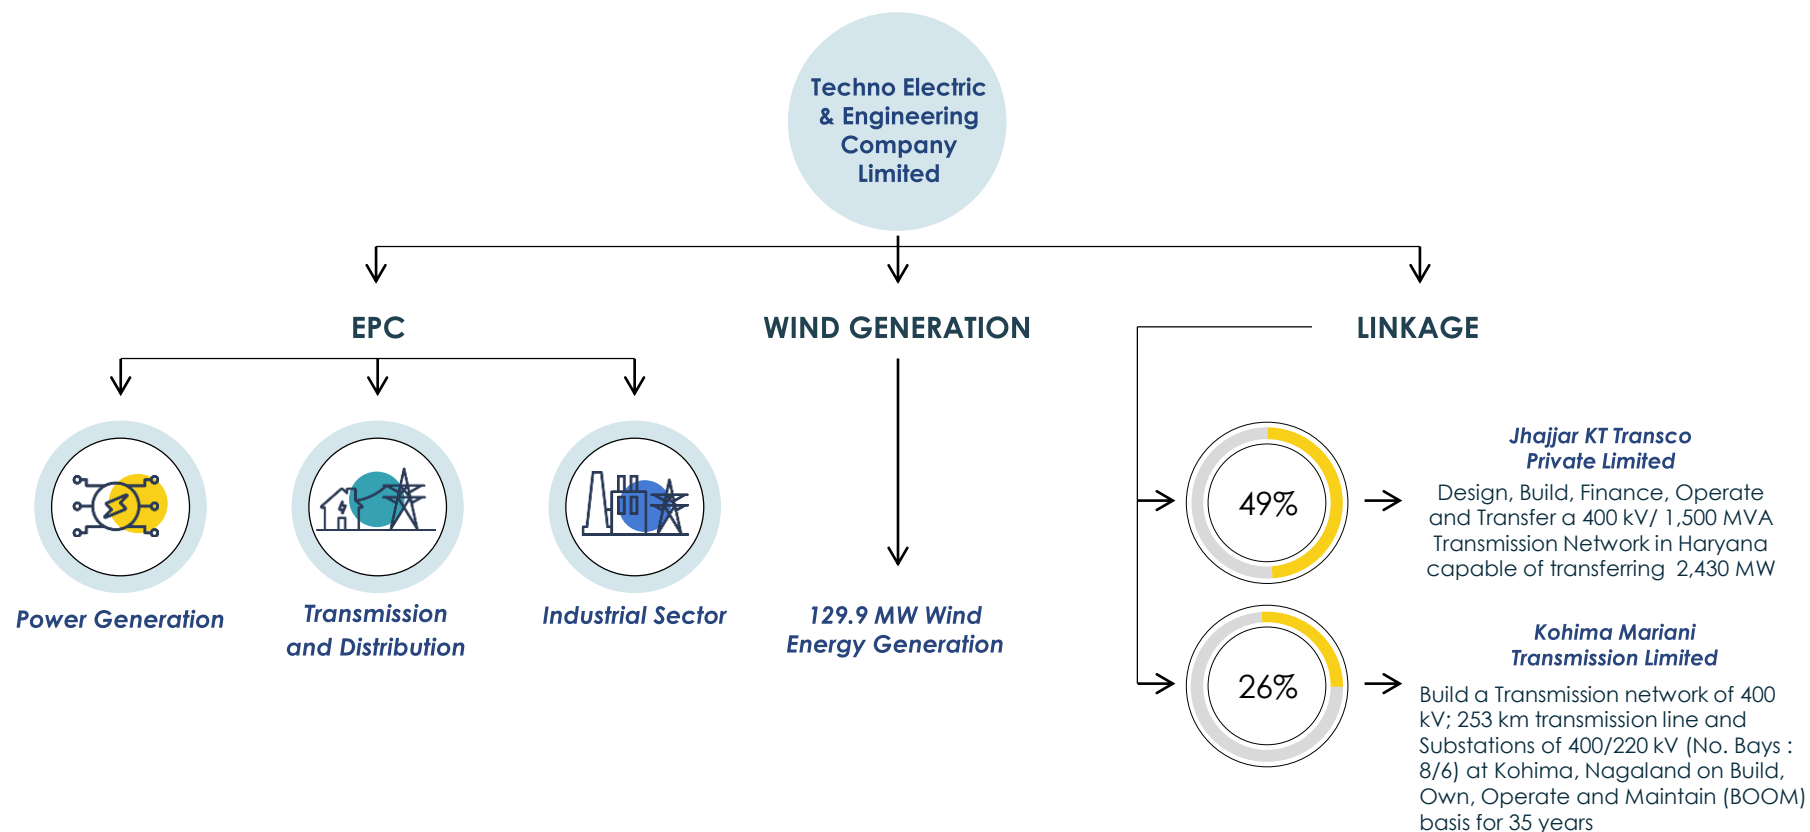 Techno Electric
& Engineering
Company
Limited
EPC
WIND GENERATION
LINKAGE
Power Generation
Transmission
and Distribution
Industrial Sector
129.9 MW Wind
Energy Generation
49%
Jhajjar KT Transco
Private Limited
Design, Build, Finance, Operate
and Transfer a 400 kV/ 1,500 MVA
Transmission Network in Haryana
capable of transferring 2,430 MW
26%
Kohima Mariani
Transmission Limited
Build a Transmission network of 400
kV; 253 km transmission line and
Substations of 400/220 kV (No. Bays :
8/6) at Kohima, Nagaland on Build,
Own, Operate and Maintain (BOOM)
basis for 35 years